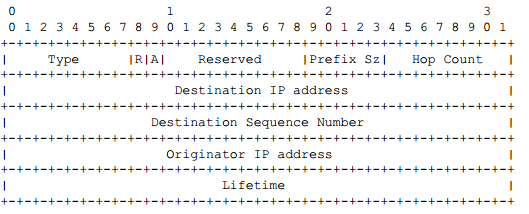 0                   1                   2                   3
 0 1 2 3 4 5 6 7 8 9 0 1 2 3 4 5 6 7 8 9 0 1 2 3 4 5 6 7 8 9 0 1
+-+-+-+-+-+-+-+-+-+-+-+-+-+-+-+-+-+-+-+-+-+-+-+-+-+-+-+-+-+-+-+-+
|     Type      |R|A|    Reserved     |Prefix Sz|   Hop Count   |
+-+-+-+-+-+-+-+-+-+-+-+-+-+-+-+-+-+-+-+-+-+-+-+-+-+-+-+-+-+-+-+-+
|                     Destination IP address                    |
+-+-+-+-+-+-+-+-+-+-+-+-+-+-+-+-+-+-+-+-+-+-+-+-+-+-+-+-+-+-+-+-+
|                  Destination Sequence Number                  |
+-+-+-+-+-+-+-+-+-+-+-+-+-+-+-+-+-+-+-+-+-+-+-+-+-+-+-+-+-+-+-+-+
|                    Originator IP address                      |
+-+-+-+-+-+-+-+-+-+-+-+-+-+-+-+-+-+-+-+-+-+-+-+-+-+-+-+-+-+-+-+-+
|                           Lifetime                            |
+-+-+-+-+-+-+-+-+-+-+-+-+-+-+-+-+-+-+-+-+-+-+-+-+-+-+-+-+-+-+-+-+